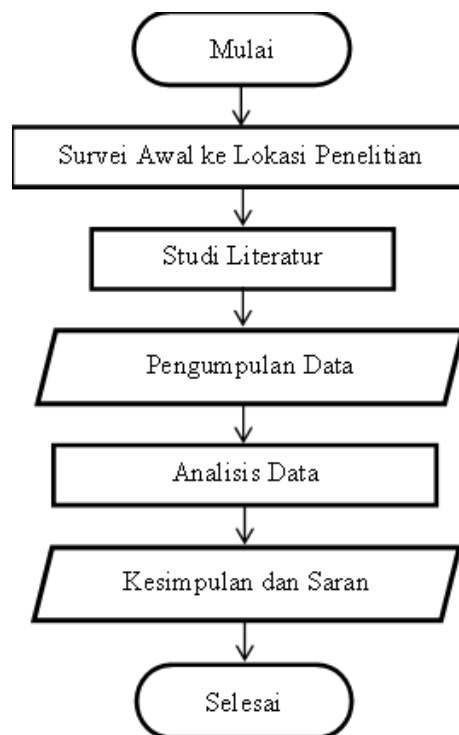 Mulai
Survei Awal ke Lokasi Penelitian
Studi Literatur
Pengumpulan Data
Analisis Data
Kesimpulan dan Saran
Selesai